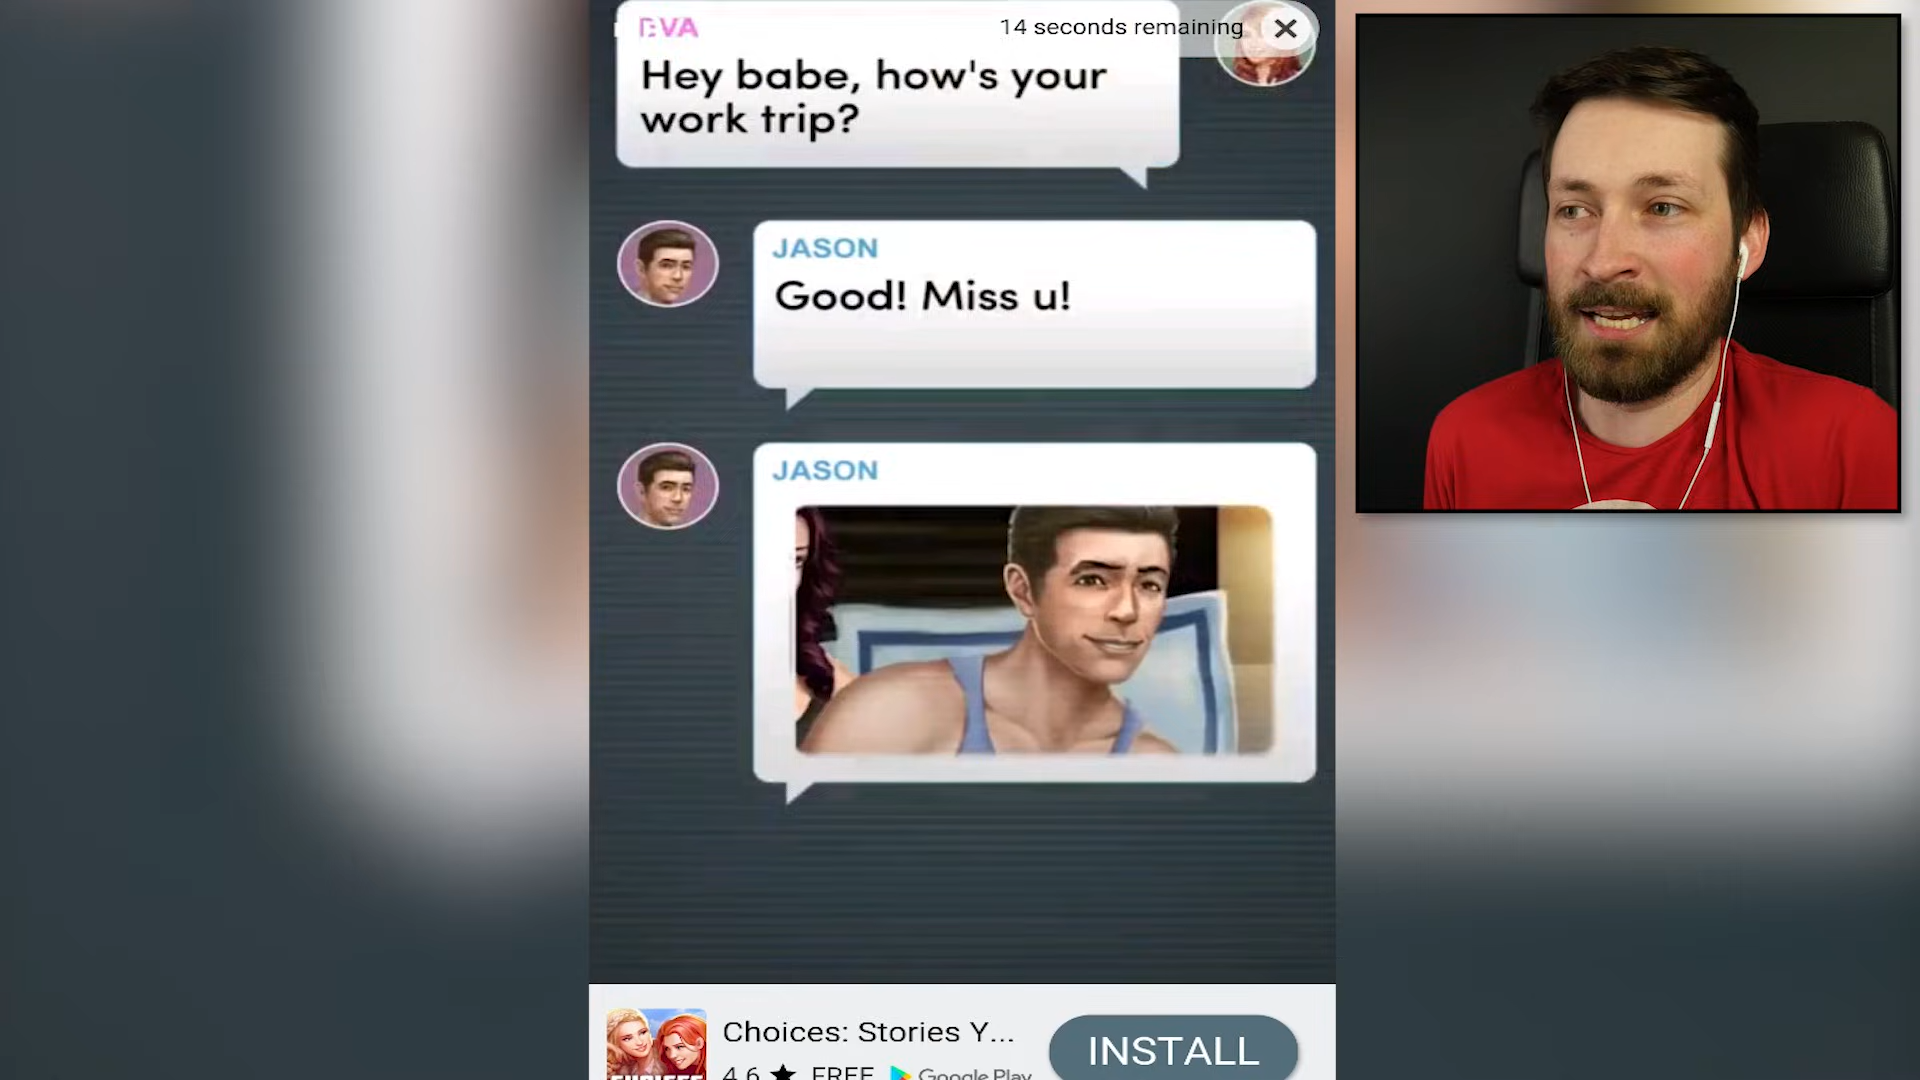 EVA
14 seconds remaining
Hey babe, how's your
work trip?
JASON
Good! Miss u!
JASON
Choices: Stories Y...
INSTALL
4.6 ★ FREE Google Play
CHOICES